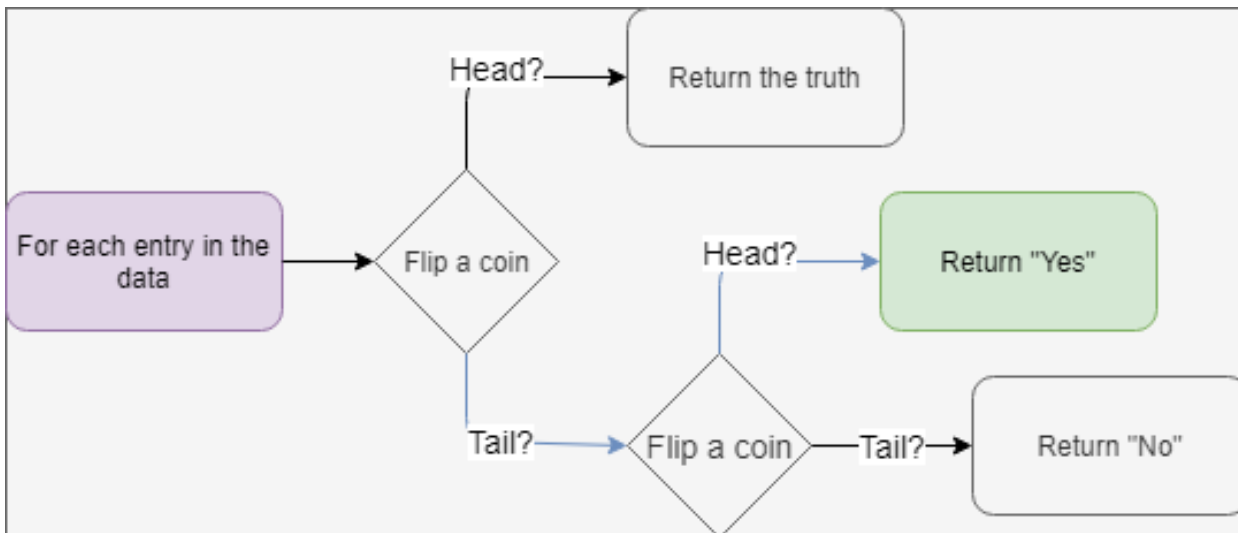 Head?
Return the truth
For each entry in the
data
Flip a coin
Head?
Return "Yes"
Tail?
Flip a coin
Tail?
Return "No"